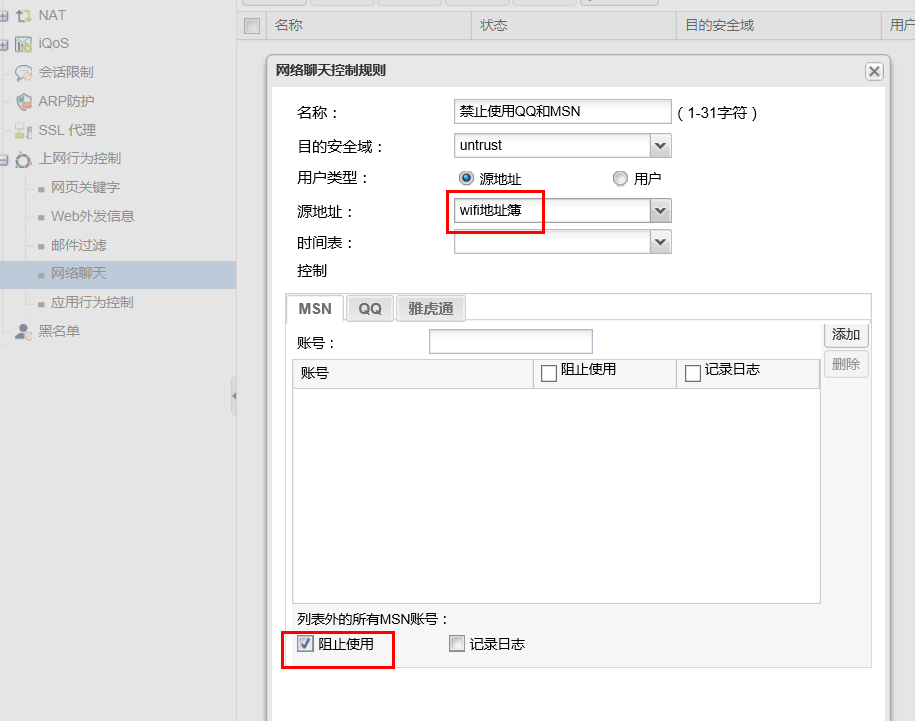 NAT
iQoS
会话限制
ARP防护
SSL 代理
上网行为控制
网页关键字
Web外发信息
邮件过滤
网络聊天
应用行为控制
黑名单
名称 状态 目的安全域 用户
网络聊天控制规则
名称： 禁止使用QQ和MSN （1-31字符）
目的安全域： untrust
用户类型： 源地址 用户
源地址： wifi地址簿
时间表：
控制
MSN QQ 雅虎通
账号： 添加
账号 阻止使用 记录日志 删除
列表外的所有MSN账号：
阻止使用 记录日志